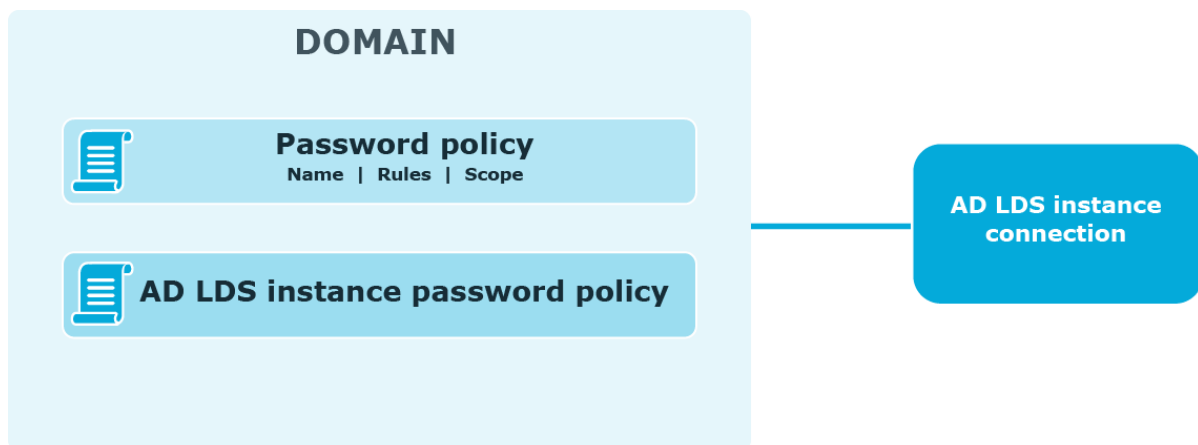 DOMAIN
Password policy
Name | Rules | Scope
AD LDS instance password policy
AD LDS instance
connection